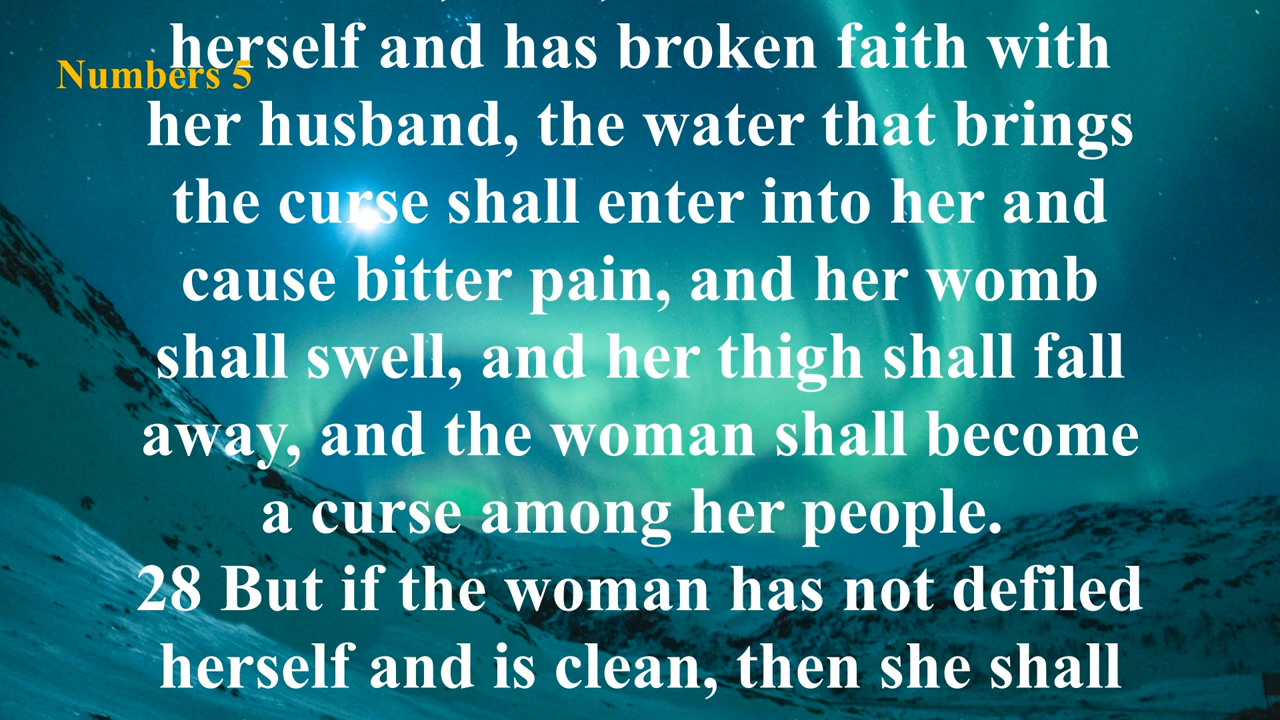 Numbers 5
herself and has broken faith with
her husband, the water that brings
the curse shall enter into her and
cause bitter pain, and her womb
shall swell, and her thigh shall fall
away, and the woman shall become
a curse among her people.
28 But if the woman has not defiled
herself and is clean, then she shall